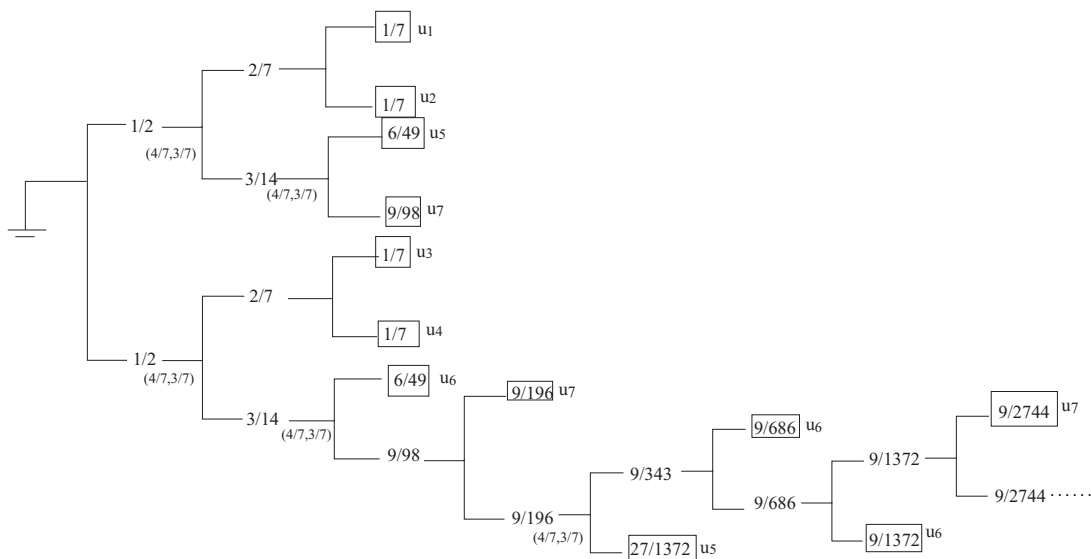 1/7 u1
2/7
1/7 u2
1/2
6/49 u5
(4/7,3/7)
3/14
(4/7,3/7)
9/98 u7
1/7 u3
2/7
1/7 u4
1/2
(4/7,3/7)
6/49 u6
9/196 u7
9/2744 u7
3/14
(4/7,3/7)
9/686 u6
9/98
9/1372
9/343
9/686
9/2744 ......
9/196
(4/7,3/7)
9/1372 u6
27/1372 u5